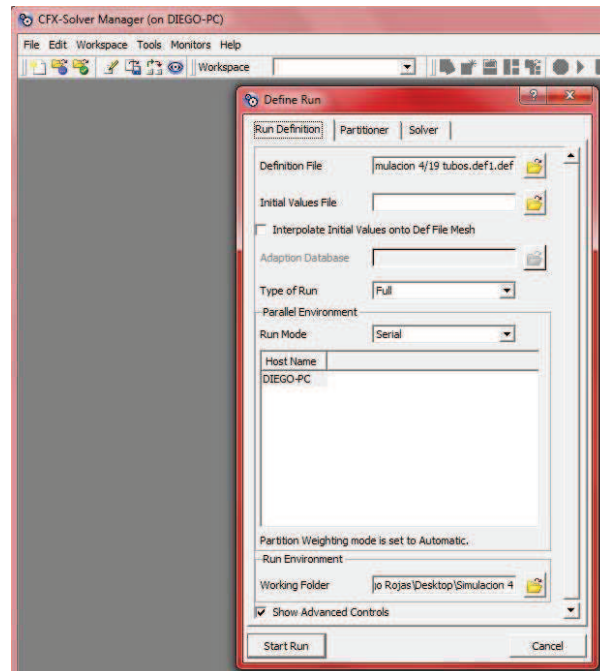 CFX-Solver Manager (on DIEGO-PC)
File Edit Workspace Tools Monitors Help
Workspace
Define Run
Run Definition Partitioner Solver
Definition File mulacion 4/19 tubos.def1.def
Initial Values File
Interpolate Initial Values onto Def File Mesh
Adaption Database
Type of Run Full
Parallel Environment
Run Mode Serial
Host Name
DIEGO-PC
Partition Weighting mode is set to Automatic.
Run Environment
Working Folder jo Rojas\Desktop\Simulacion 4
Show Advanced Controls
Start Run Cancel